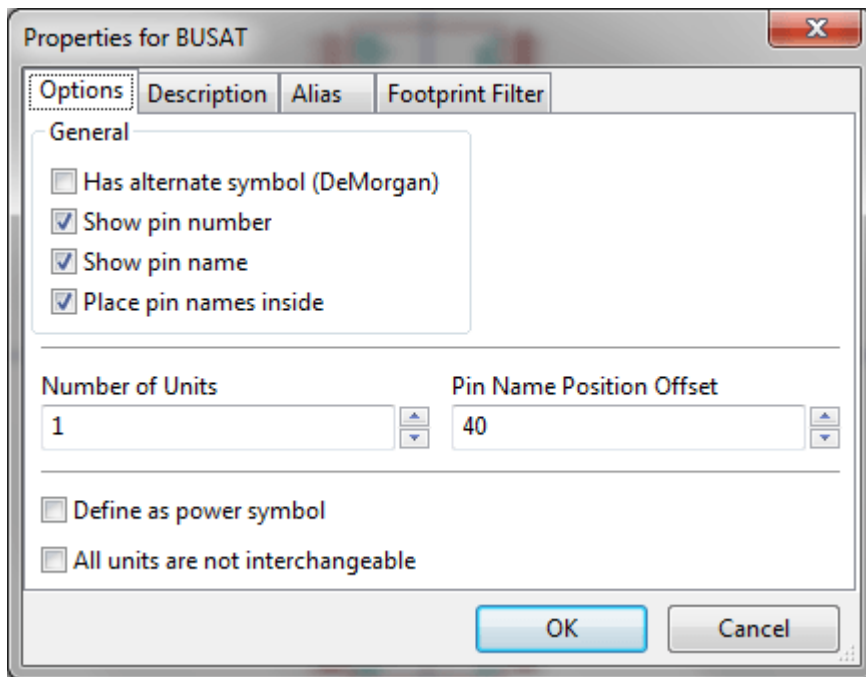 Properties for BUSAT
Options Description Alias Footprint Filter
General
Has alternate symbol (DeMorgan)
Show pin number
Show pin name
Place pin names inside
Number of Units Pin Name Position Offset
1 40
Define as power symbol
All units are not interchangeable
OK Cancel